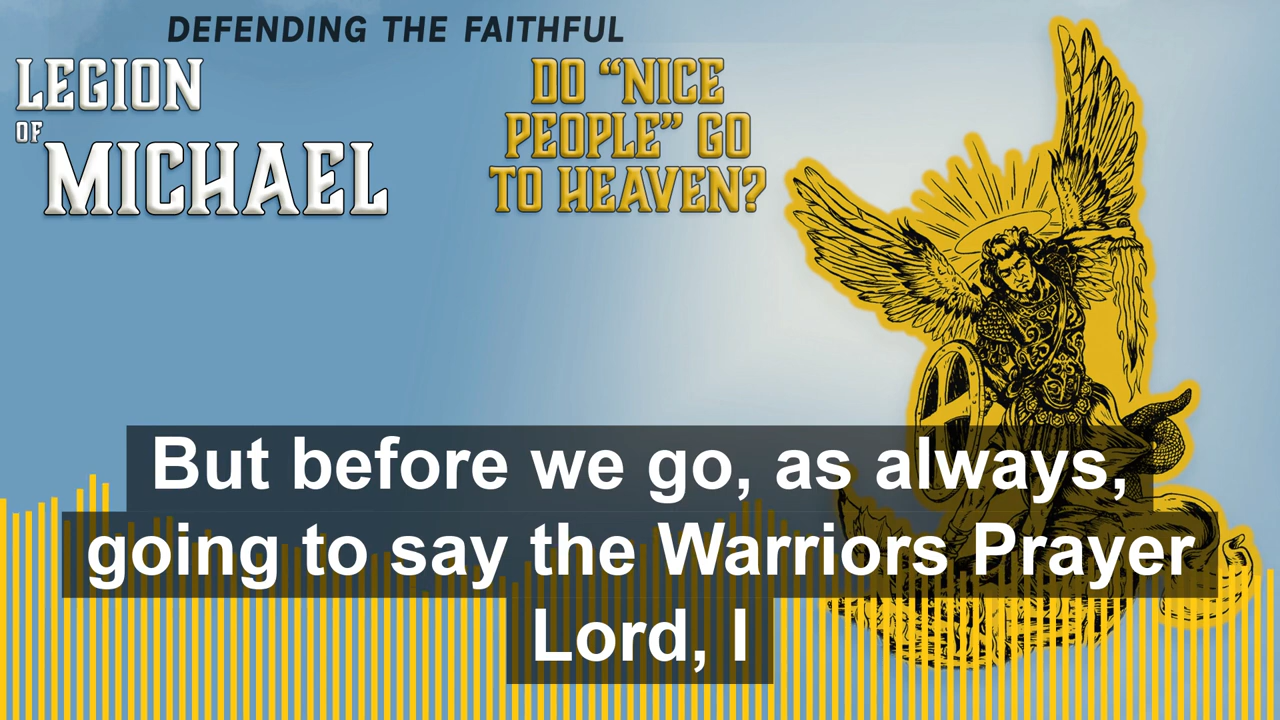 DEFENDING THE FAITHFUL
LEGION
OF
MICHAEL
DO “NICE
PEOPLE” GO
TO HEAVEN?
But before we go, as always,
going to say the Warriors Prayer
Lord, I